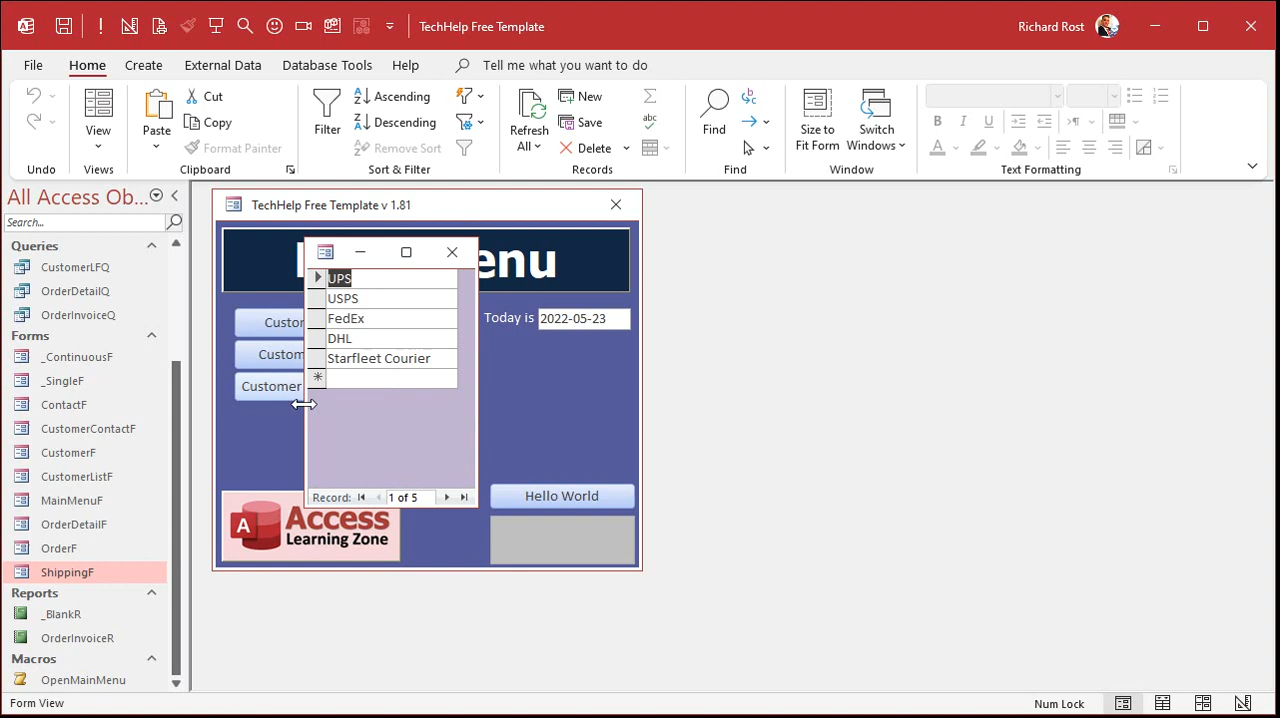 TechHelp Free Template
Richard Rost
File
Home
Create
External Data
Database Tools
Help
Tell me what you want to do
Undo
View
Views
Paste
Cut
Copy
Format Painter
Clipboard
Filter
Ascending
Descending
Remove Sort
Sort & Filter
Refresh
All
New
Save
Delete
Records
Find
Find
Size to
Fit Form
Switch
Windows
Window
B I U
A
Text Formatting
All Access Ob...
Search...
Queries
CustomerLFQ
OrderDetailQ
OrderInvoiceQ
Forms
_ContinuousF
_SingleF
ContactF
CustomerContactF
CustomerF
CustomerListF
MainMenuF
OrderDetailF
OrderF
ShippingF
Reports
_BlankR
OrderInvoiceR
Macros
OpenMainMenu
TechHelp Free Template v 1.81
enu
Custo
Custom
Customer
Today is 2022-05-23
UPS
USPS
FedEx
DHL
Starfleet Courier
Record: 1 of 5
Hello World
A
Access
Learning Zone
Form View
Num Lock